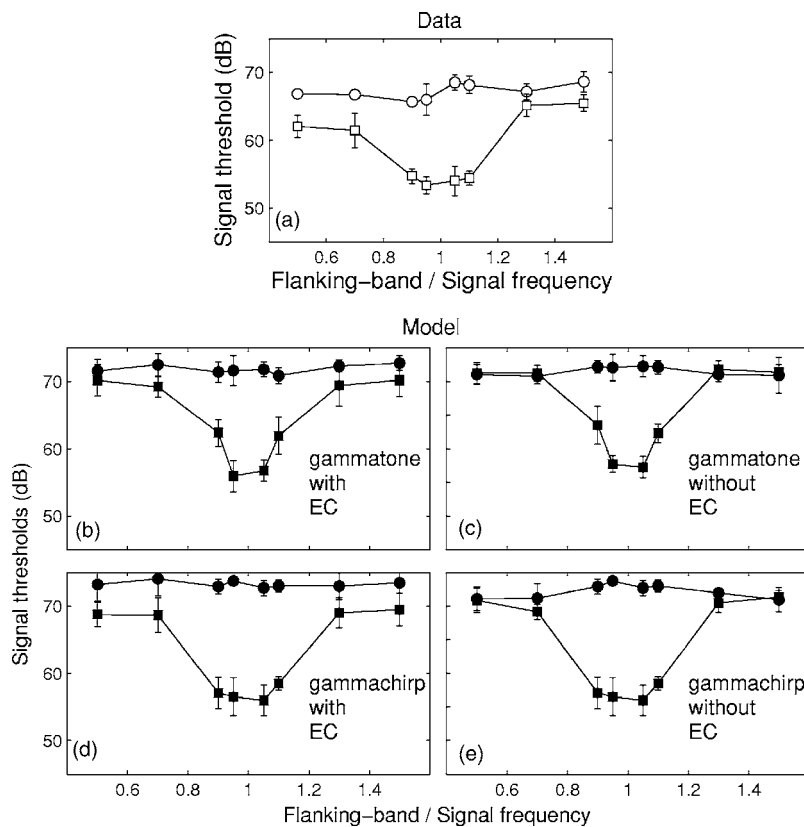 Data
Signal threshold (dB)
70
60
50
(a)
0.6 0.8 1 1.2 1.4
Flanking−band / Signal frequency
Model
Signal thresholds (dB)
70
60
50
(b)
gammatone
with
EC
(c)
gammatone
without
EC
70
60
50
(d)
gammachirp
with
EC
(e)
gammachirp
without
EC
0.6 0.8 1 1.2 1.4
0.6 0.8 1 1.2 1.4
Flanking−band / Signal frequency